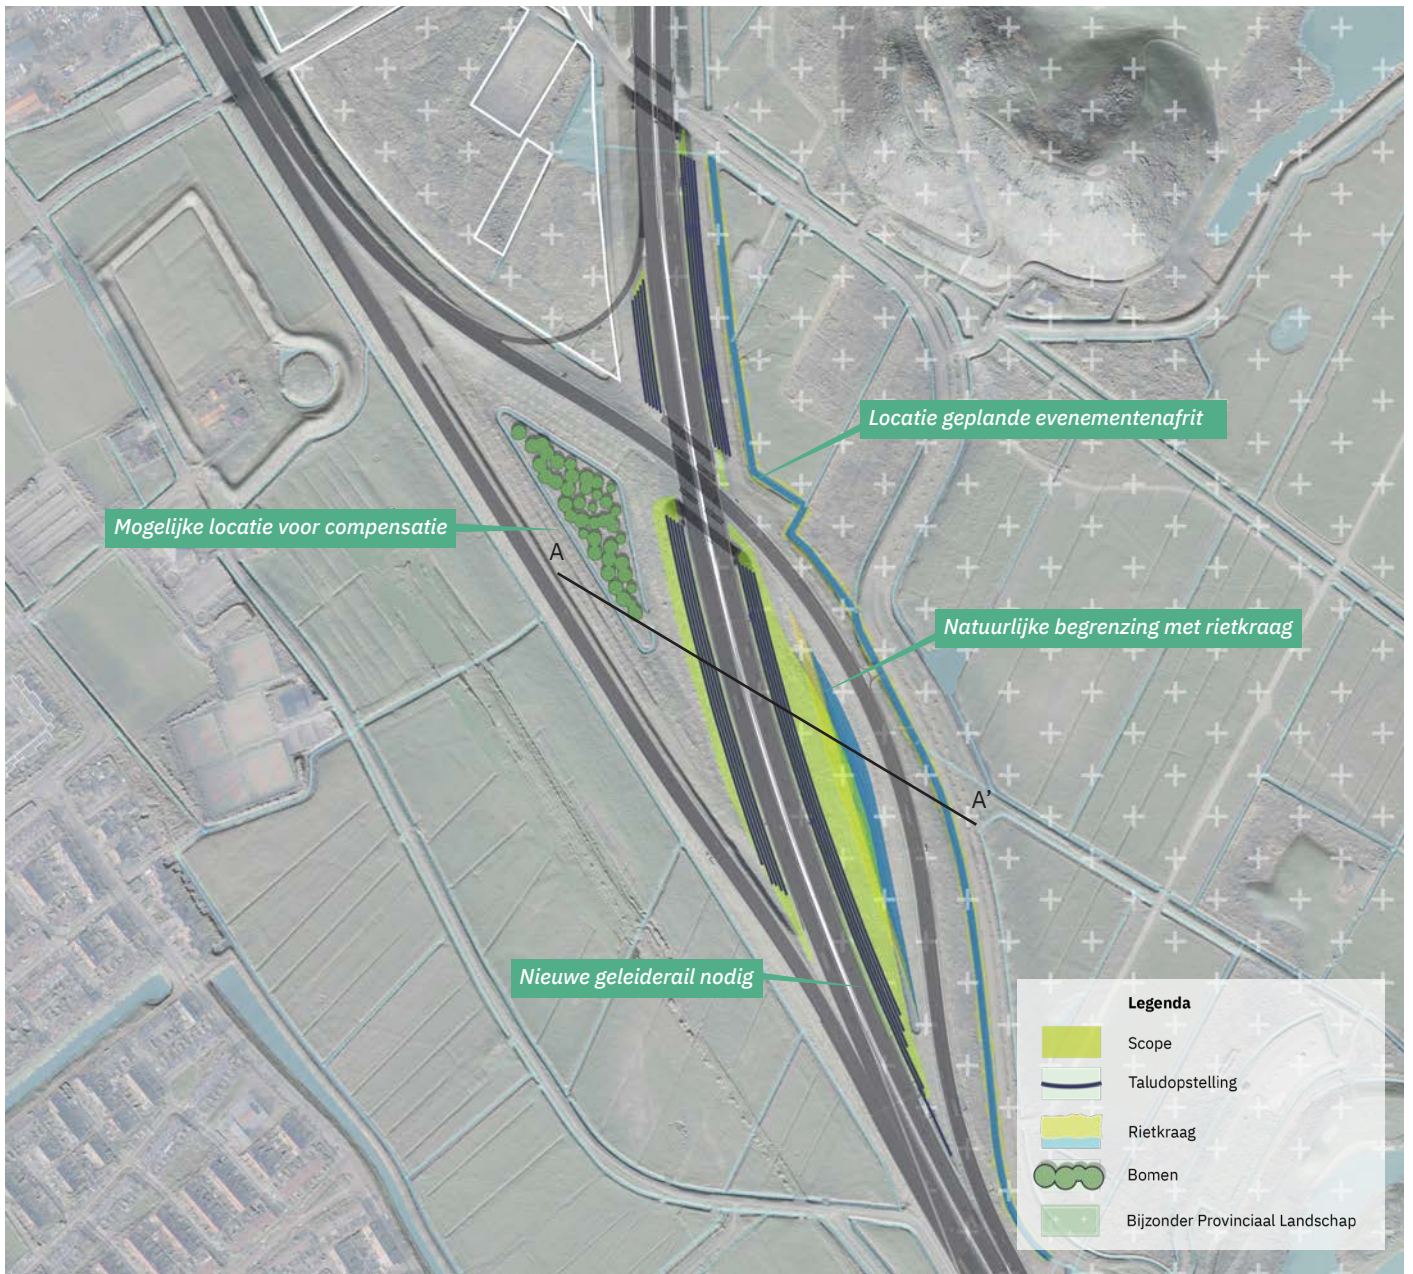 Locatie geplande evenementenafrit
Mogelijke locatie voor compensatie
A
Natuurlijke begrenzing met rietkraag
A’
Nieuwe geleiderail nodig
Legenda
Scope
Taludopstelling
Rietkraag
Bomen
Bijzonder Provinciaal Landschap